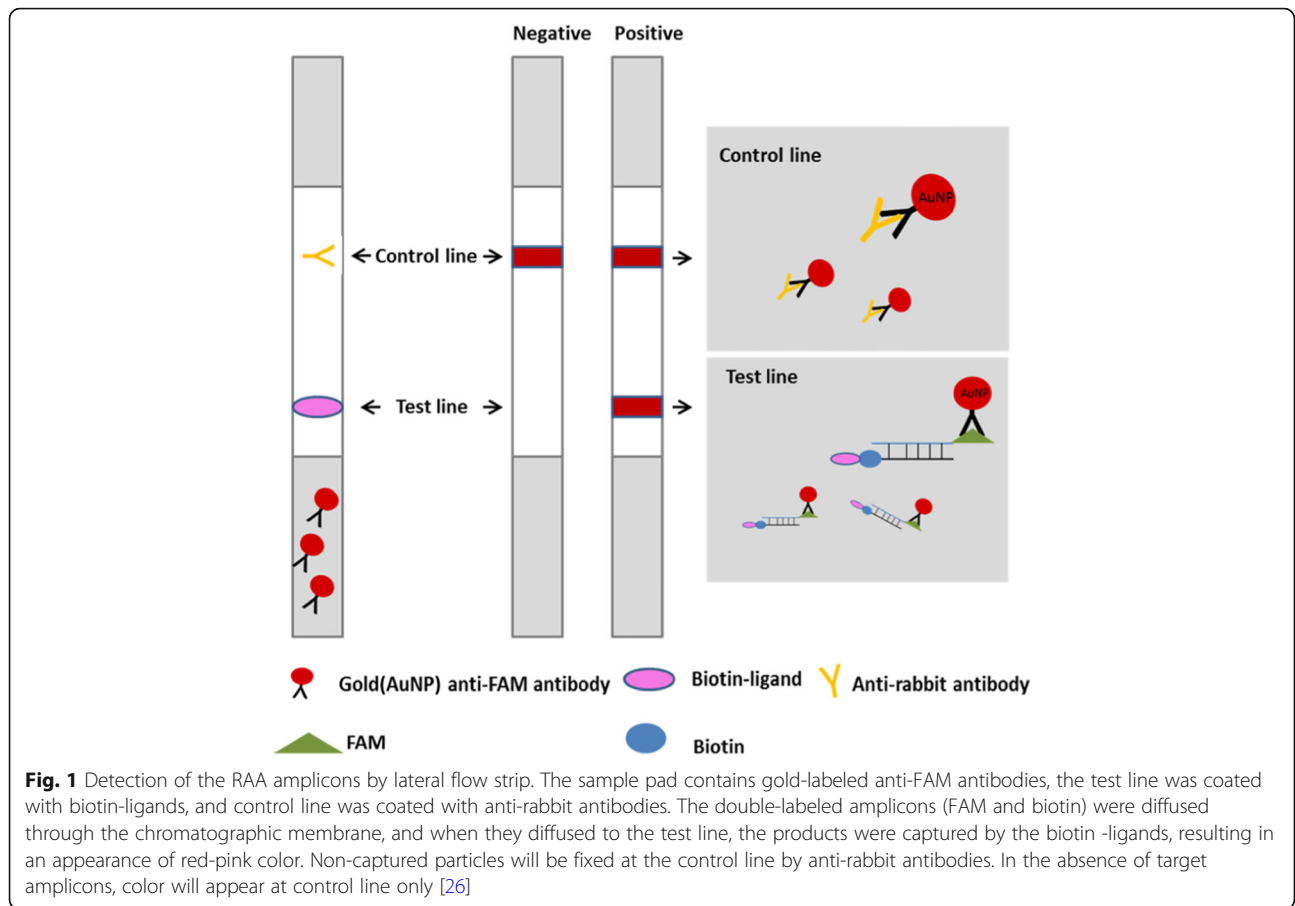 Negative Positive
Control line
AuNP
Control line
Test line
Test line
AuNP
Gold(AuNP) anti-FAM antibody Biotin-ligand Anti-rabbit antibody
FAM Biotin
Fig. 1 Detection of the RAA amplicons by lateral flow strip. The sample pad contains gold-labeled anti-FAM antibodies, the test line was coated
with biotin-ligands, and control line was coated with anti-rabbit antibodies. The double-labeled amplicons (FAM and biotin) were diffused
through the chromatographic membrane, and when they diffused to the test line, the products were captured by the biotin -ligands, resulting in
an appearance of red-pink color. Non-captured particles will be fixed at the control line by anti-rabbit antibodies. In the absence of target
amplicons, color will appear at control line only [26]